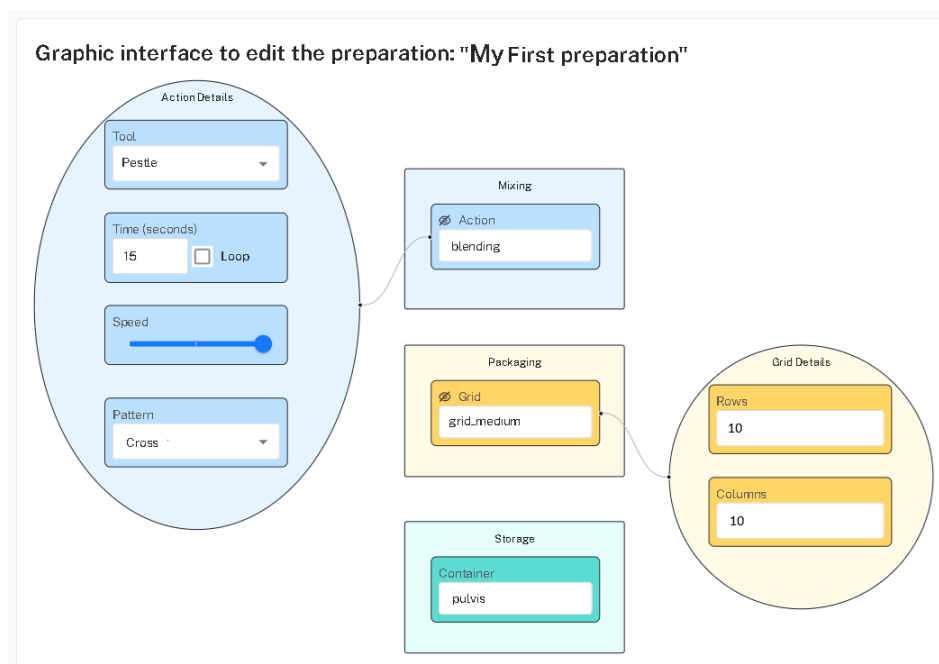 Graphic interface to edit the preparation: "My First preparation"
Action Details
Tool
Pestle
Time (seconds)
15
Loop
Speed
Pattern
Cross
Mixing
Action
blending
Packaging
Grid
grid_medium
Storage
Container
pulvis
Grid Details
Rows
10
Columns
10